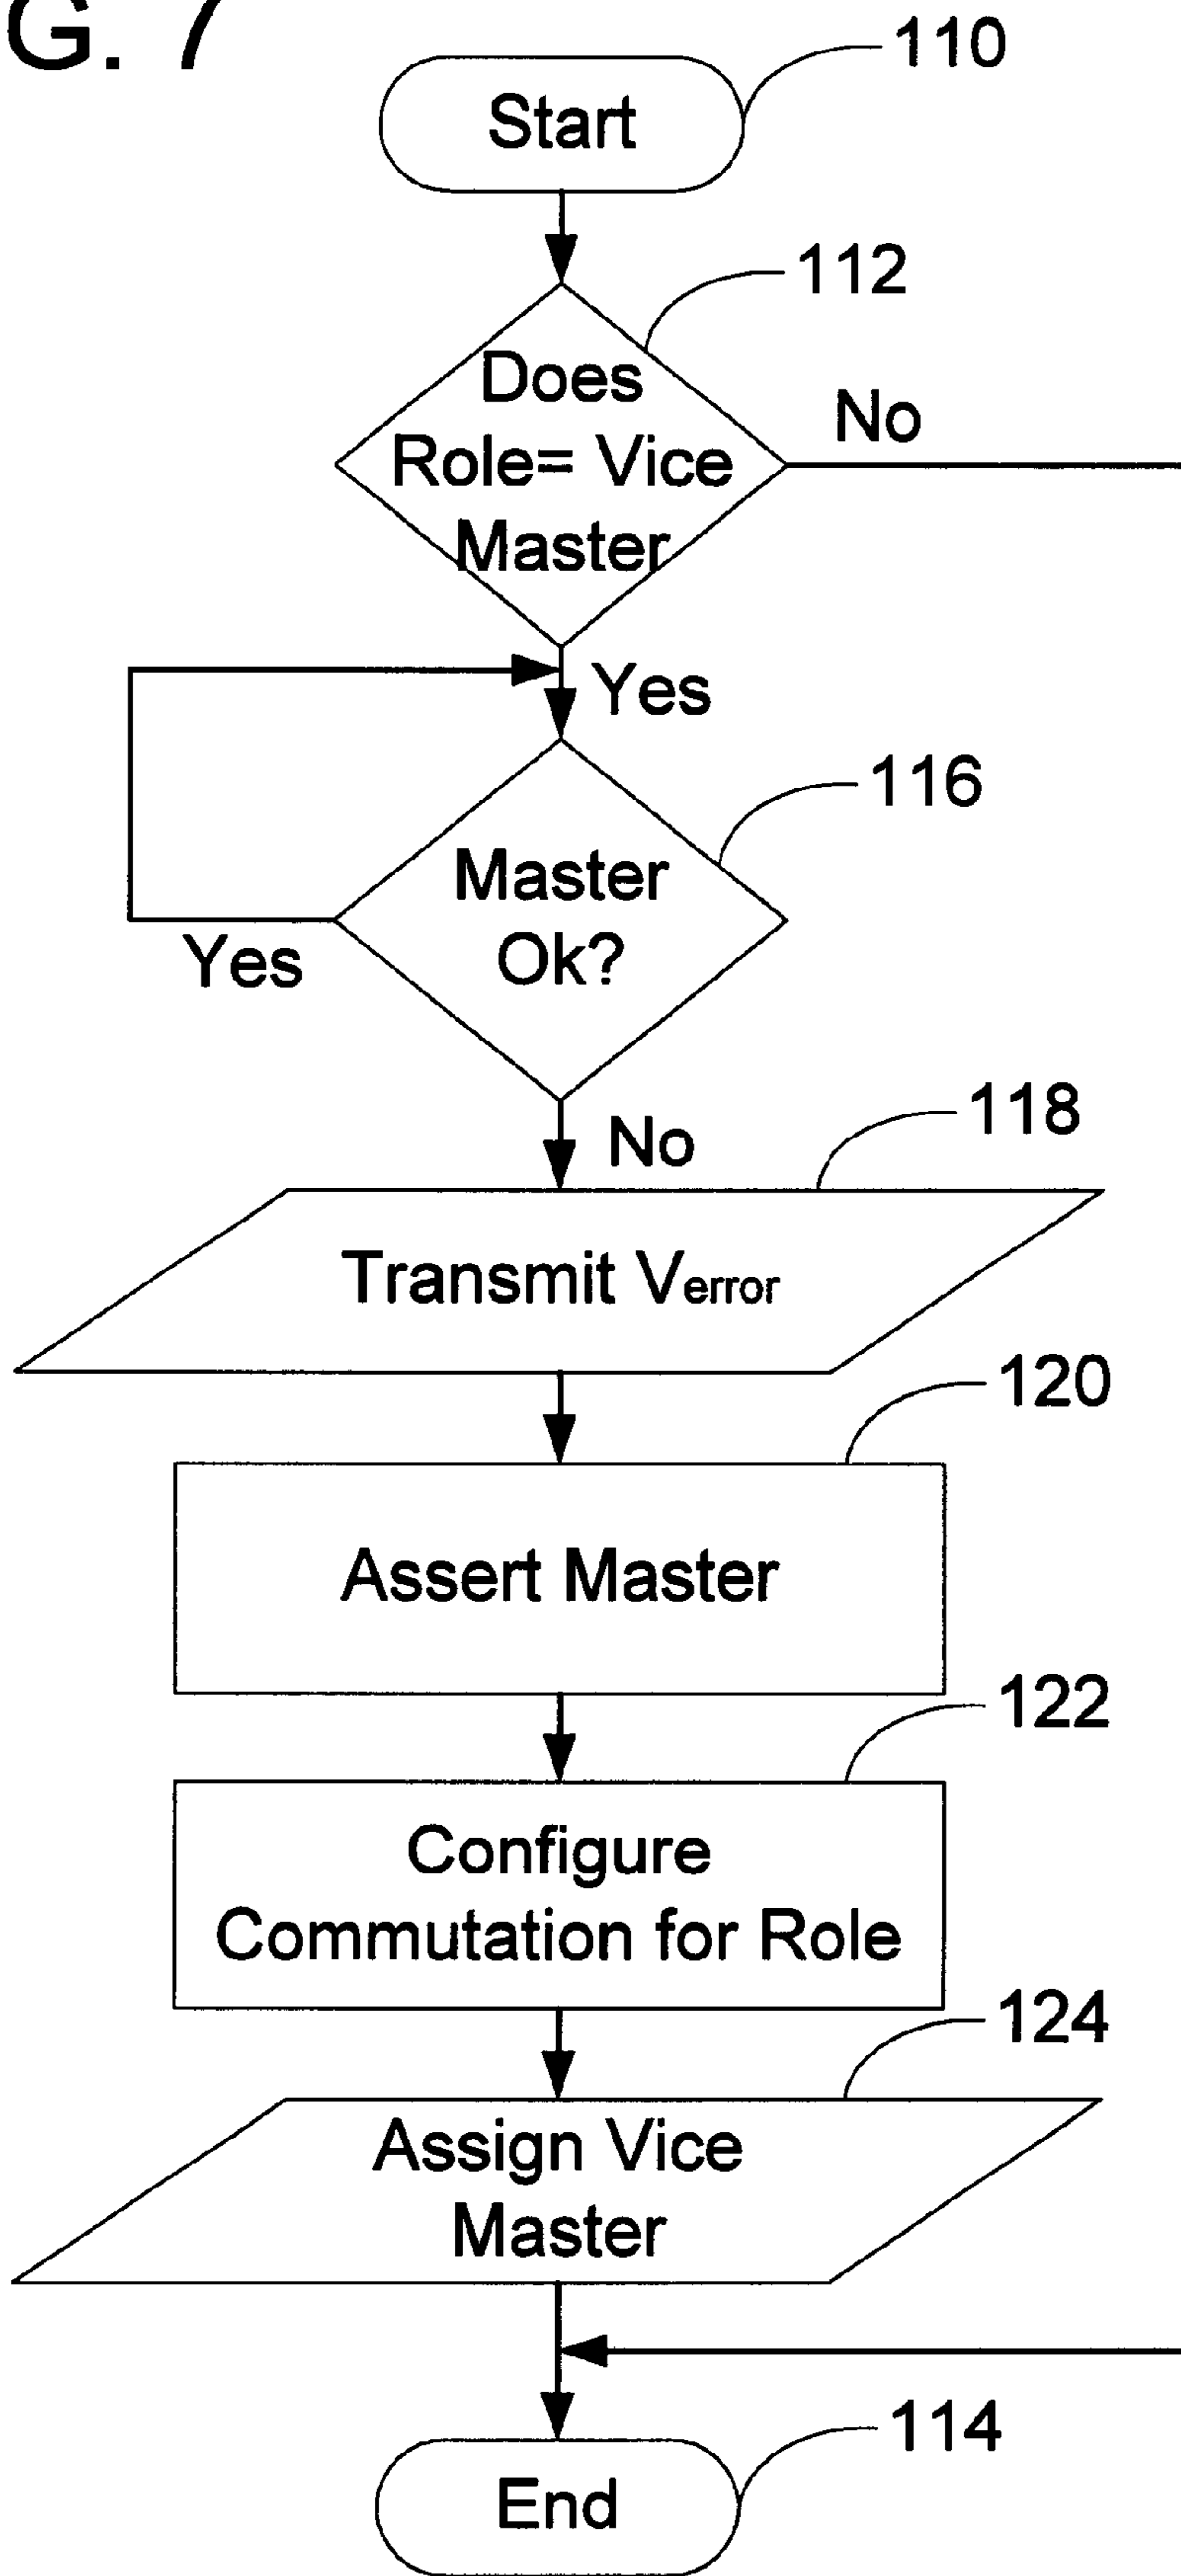 G. 7
110
Start
112
Does
Role= Vice
Master
No
Yes
116
Master
Ok?
Yes
No
118
Transmit Verror
120
Assert Master
122
Configure
Commutation for Role
124
Assign Vice
Master
114
End